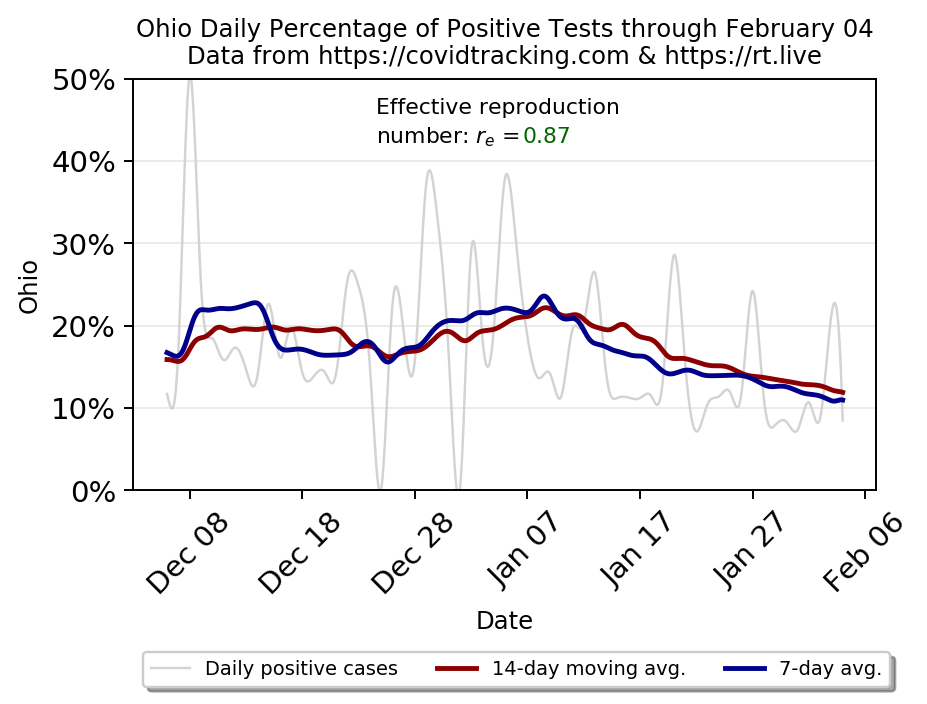 Ohio Daily Percentage of Positive Tests through February 04
Data from https://covidtracking.com & https://rt.live
50%
40%
30%
20%
10%
0%
Ohio
Effective reproduction
number: rₑ =0.87
Dec 08
Dec 18
Dec 28
Jan 07
Jan 17
Jan 27
Feb 06
Date
Daily positive cases
14-day moving avg.
7-day avg.